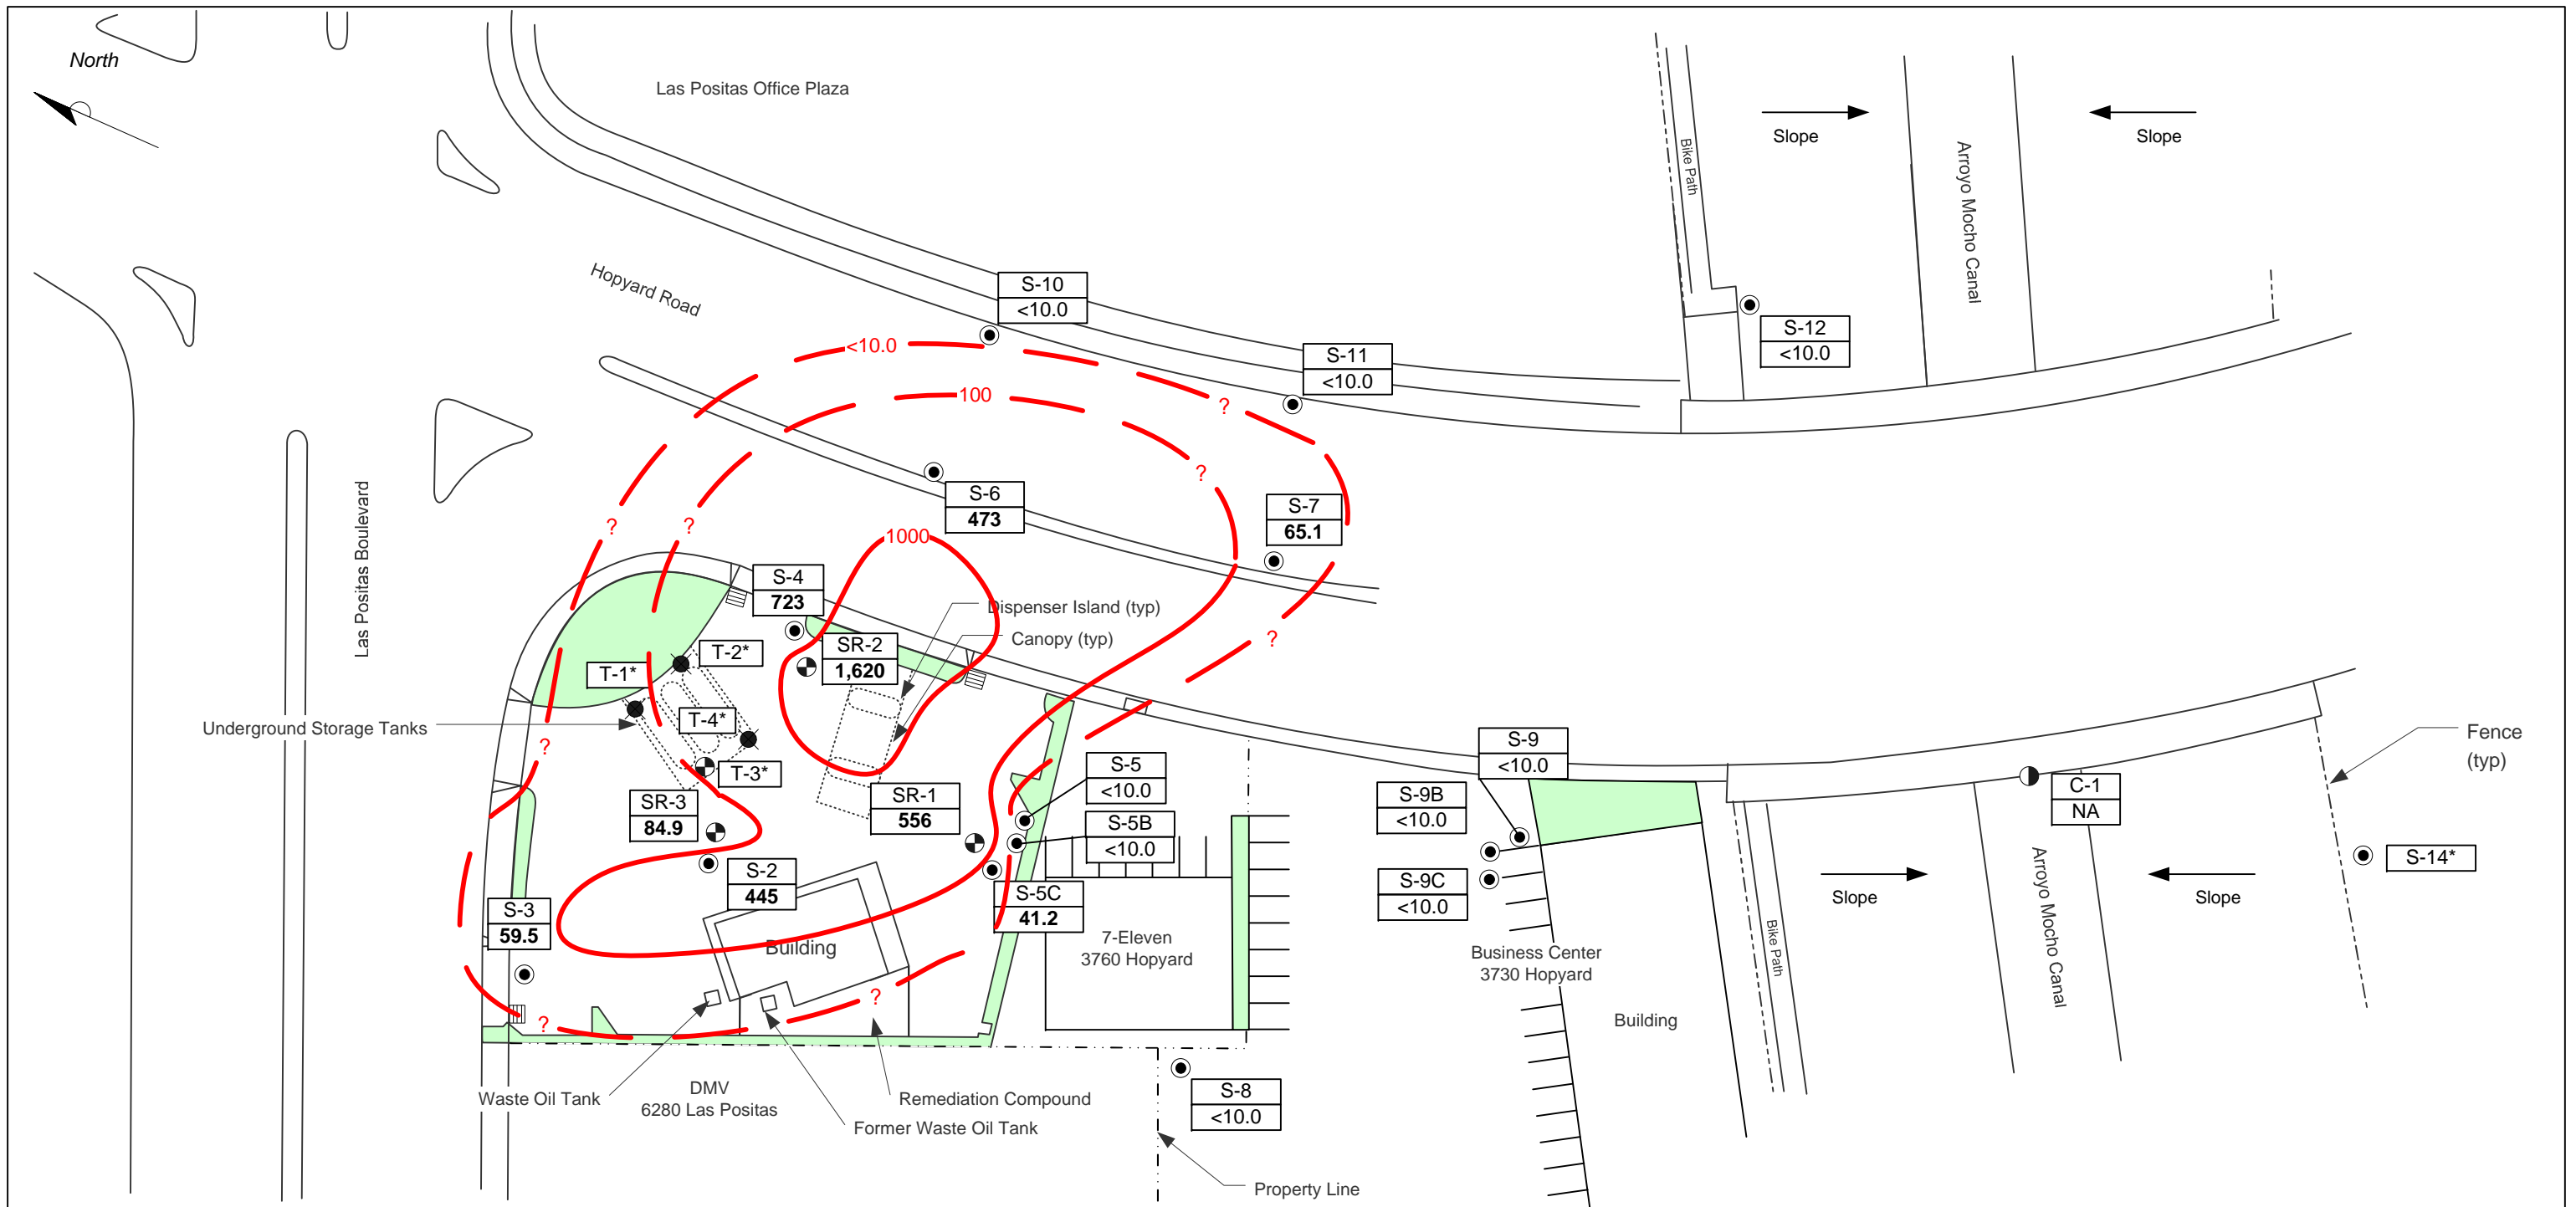 North
Las Positas Office Plaza
Hopyard Road
Las Positas Boulevard
Bike Path
Slope
Arroyo Mocho Canal
Slope
S-10
<10.0
S-11
<10.0
S-12
<10.0
<10.0
100
?
?
?
?
1000
S-6
473
S-7
65.1
S-4
723
SR-2
1,620
Dispenser Island (typ)
Canopy (typ)
?
T-2*
T-1*
T-4*
T-3*
Underground Storage Tanks
?
SR-3
84.9
SR-1
556
S-5
<10.0
S-5B
<10.0
S-5C
41.2
S-2
445
S-3
59.5
Building
?
?
7-Eleven
3760 Hopyard
S-9
<10.0
S-9B
<10.0
S-9C
<10.0
Business Center
3730 Hopyard
Building
Bike Path
Slope
Arroyo Mocho Canal
Slope
C-1
NA
Fence
(typ)
S-14*
Waste Oil Tank
DMV
6280 Las Positas
Remediation Compound
Former Waste Oil Tank
S-8
<10.0
Property Line